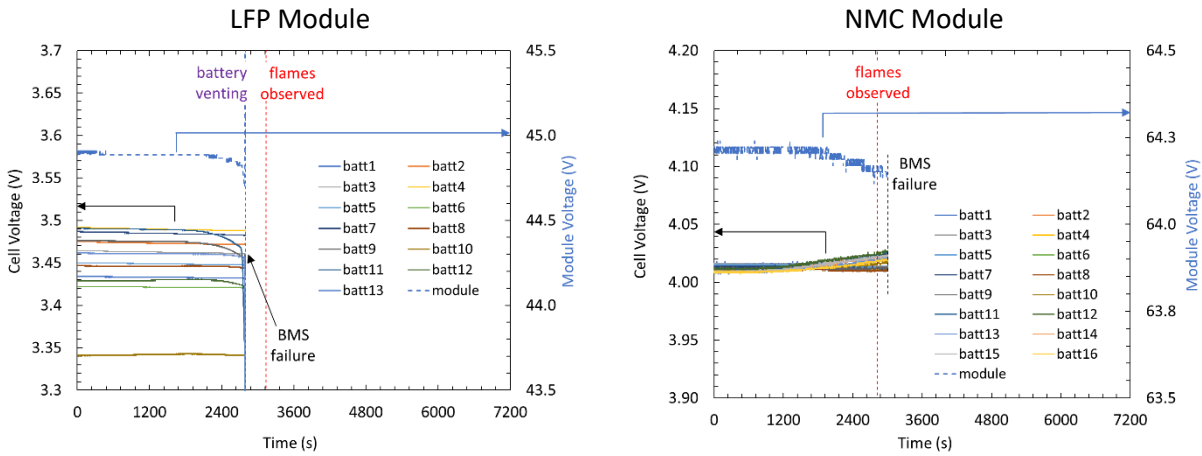 LFP Module
3.7
3.65
3.6
3.55
3.5
3.45
3.4
3.35
3.3
Cell Voltage (V)
45.5
45.0
44.5
44.0
43.5
Module Voltage (V)
battery
venting
flames
observed
batt1 batt2
batt3 batt4
batt5 batt6
batt7 batt8
batt9 batt10
batt11 batt12
batt13 module
BMS
failure
0 1200 2400 3600 4800 6000 7200
Time (s)
NMC Module
4.20
4.15
4.10
4.05
4.00
3.95
3.90
Cell Voltage (V)
64.5
64.3
64.0
63.8
63.5
Module Voltage (V)
flames
observed
BMS
failure
batt1 batt2
batt3 batt4
batt5 batt6
batt7 batt8
batt9 batt10
batt11 batt12
batt13 batt14
batt15 batt16
module
0 1200 2400 3600 4800 6000 7200
Time (s)